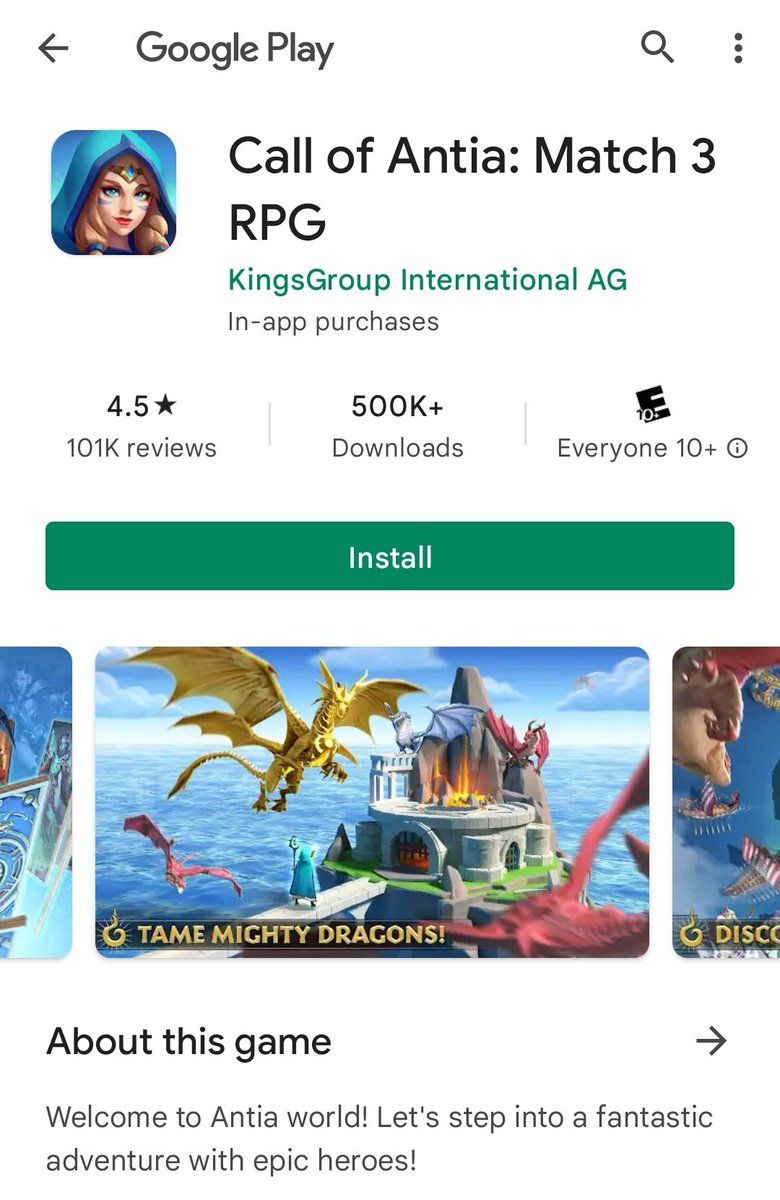 Google Play
Call of Antia: Match 3
RPG
KingsGroup International AG
In-app purchases
4.5★
101K reviews
500K+
Downloads
E
10+
Everyone 10+
Install
TAME MIGHTY DRAGONS!
DISCO
About this game
Welcome to Antia world! Let's step into a fantastic
adventure with epic heroes!